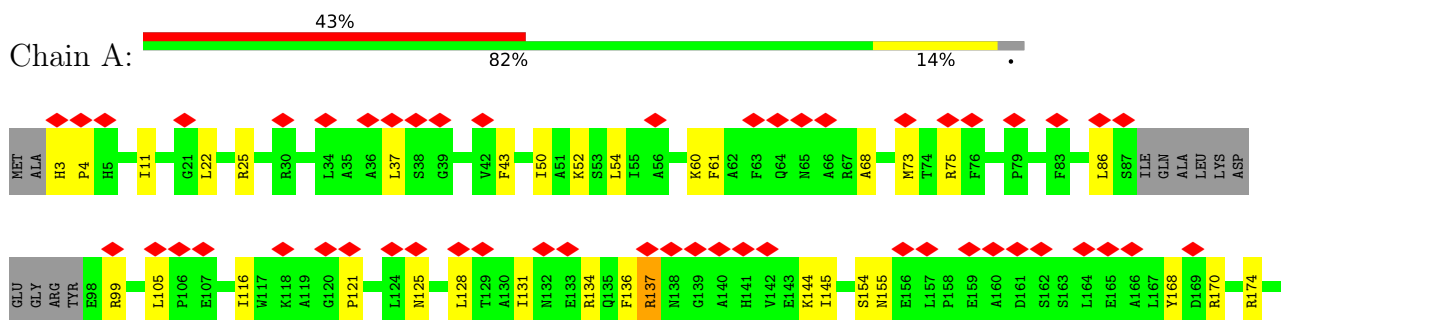 43%
Chain A:
82% 14% •
MET ALA H3 P4 H5 I11 G21 L22 R25 R30 L34 A35 A36 L37 S38 G39 V42 F43 I50 A51 K52 S53 L54 I55 A56 K60 F61 A62 F63 Q64 N65 A66 R67 A68 M73 T74 R75 F76 P79 F83 L86 S87 ILE GLN ALA LEU LYS ASP
GLU GLY ARG TYR E98 R99 L105 P106 E107 I116 W117 K118 A119 G120 P121 L124 N125 L128 T129 A130 I131 N132 E133 R134 Q135 F136 R137 N138 G139 A140 H141 V142 E143 K144 I145 S154 N155 E156 L157 P158 E159 A160 D161 S162 S163 L164 E165 A166 L167 Y168 D169 R170 R174